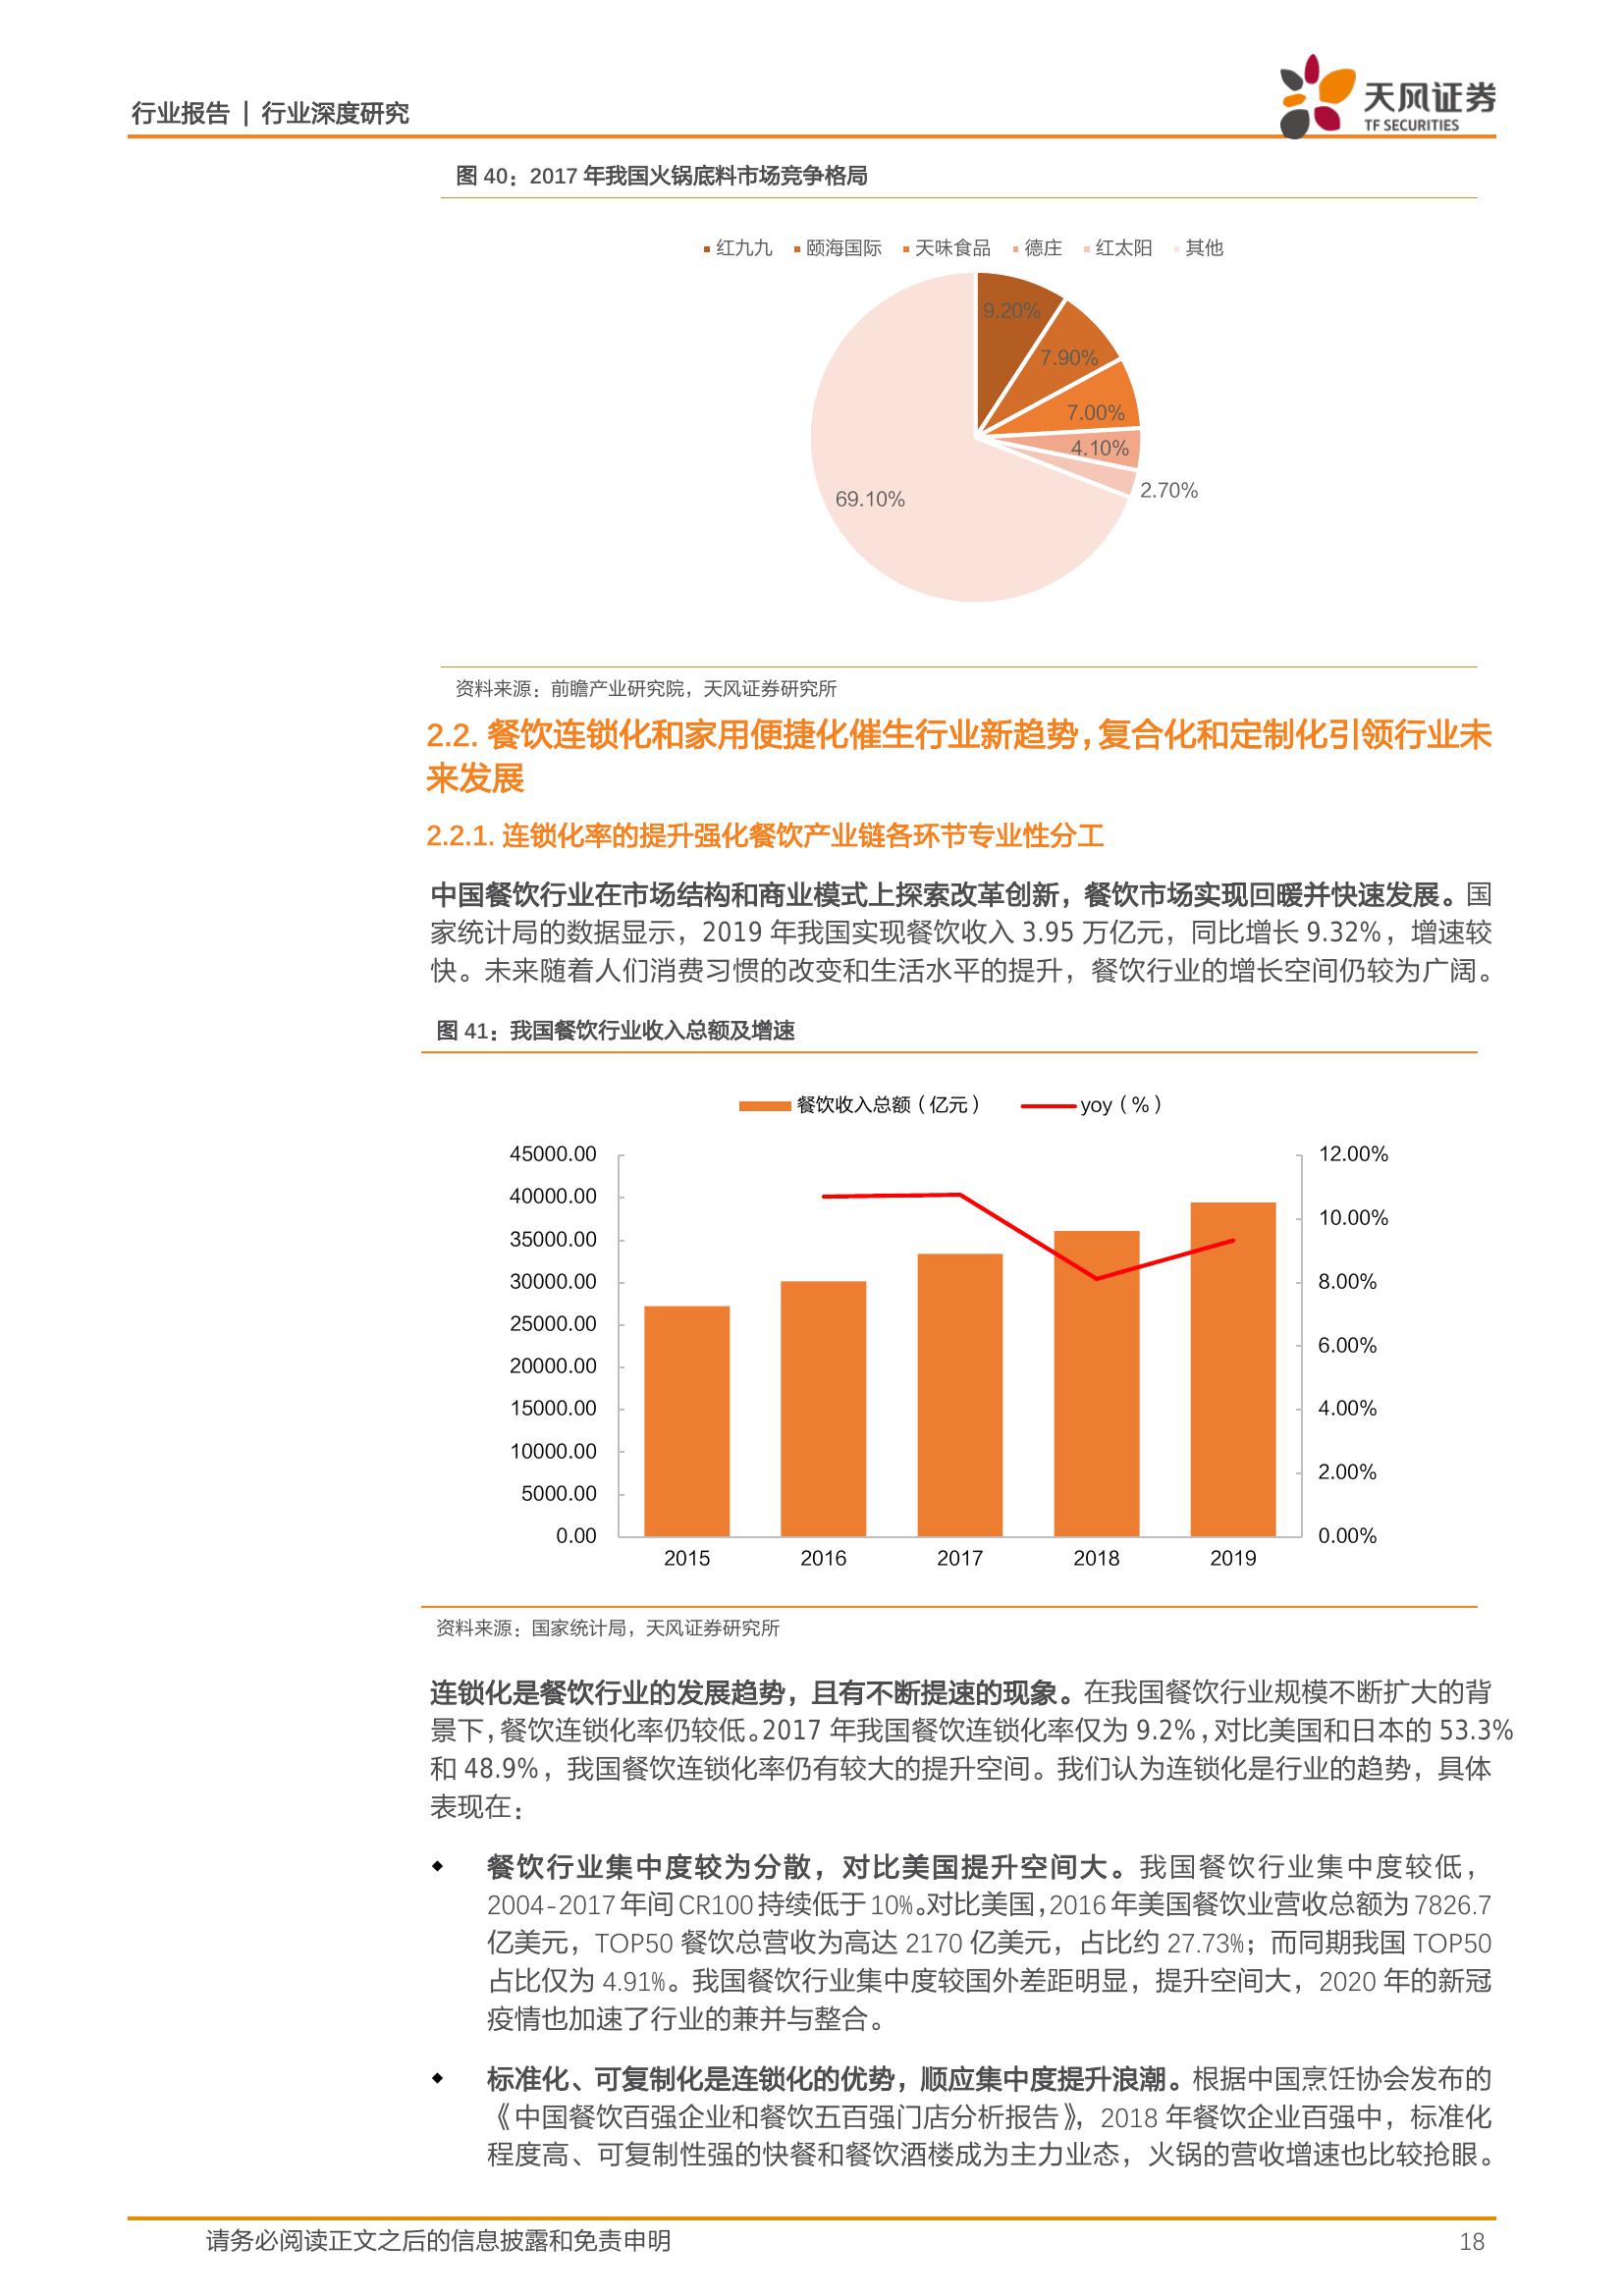 行业报告 | 行业深度研究
天风证券
TF SECURITIES
图 40：2017 年我国火锅底料市场竞争格局
红九九 颐海国际 天味食品 德庄 红太阳 其他
9.20%
7.90%
7.00%
4.10%
2.70%
69.10%
资料来源：前瞻产业研究院，天风证券研究所
2.2. 餐饮连锁化和家用便捷化催生行业新趋势，复合化和定制化引领行业未
来发展
2.2.1. 连锁化率的提升强化餐饮产业链各环节专业性分工
中国餐饮行业在市场结构和商业模式上探索改革创新，餐饮市场实现回暖并快速发展。国
家统计局的数据显示，2019 年我国实现餐饮收入 3.95 万亿元，同比增长 9.32%，增速较
快。未来随着人们消费习惯的改变和生活水平的提升，餐饮行业的增长空间仍较为广阔。
图 41：我国餐饮行业收入总额及增速
餐饮收入总额（亿元） yoy（%）
45000.00
40000.00
35000.00
30000.00
25000.00
20000.00
15000.00
10000.00
5000.00
0.00
12.00%
10.00%
8.00%
6.00%
4.00%
2.00%
0.00%
2015 2016 2017 2018 2019
资料来源：国家统计局，天风证券研究所
连锁化是餐饮行业的发展趋势，且有不断提速的现象。在我国餐饮行业规模不断扩大的背
景下，餐饮连锁化率仍较低。2017 年我国餐饮连锁化率仅为 9.2%，对比美国和日本的 53.3%
和 48.9%，我国餐饮连锁化率仍有较大的提升空间。我们认为连锁化是行业的趋势，具体
表现在：
◆ 餐饮行业集中度较为分散，对比美国提升空间大。我国餐饮行业集中度较低，
2004-2017 年间 CR100 持续低于 10%。对比美国，2016 年美国餐饮业营收总额为 7826.7
亿美元，TOP50 餐饮总营收为高达 2170 亿美元，占比约 27.73%；而同期我国 TOP50
占比仅为 4.91%。我国餐饮行业集中度较国外差距明显，提升空间大，2020 年的新冠
疫情也加速了行业的兼并与整合。
◆ 标准化、可复制化是连锁化的优势，顺应集中度提升浪潮。根据中国烹饪协会发布的
《中国餐饮百强企业和餐饮五百强门店分析报告》，2018 年餐饮企业百强中，标准化
程度高、可复制性强的快餐和餐饮酒楼成为主力业态，火锅的营收增速也比较抢眼。
请务必阅读正文之后的信息披露和免责申明
18